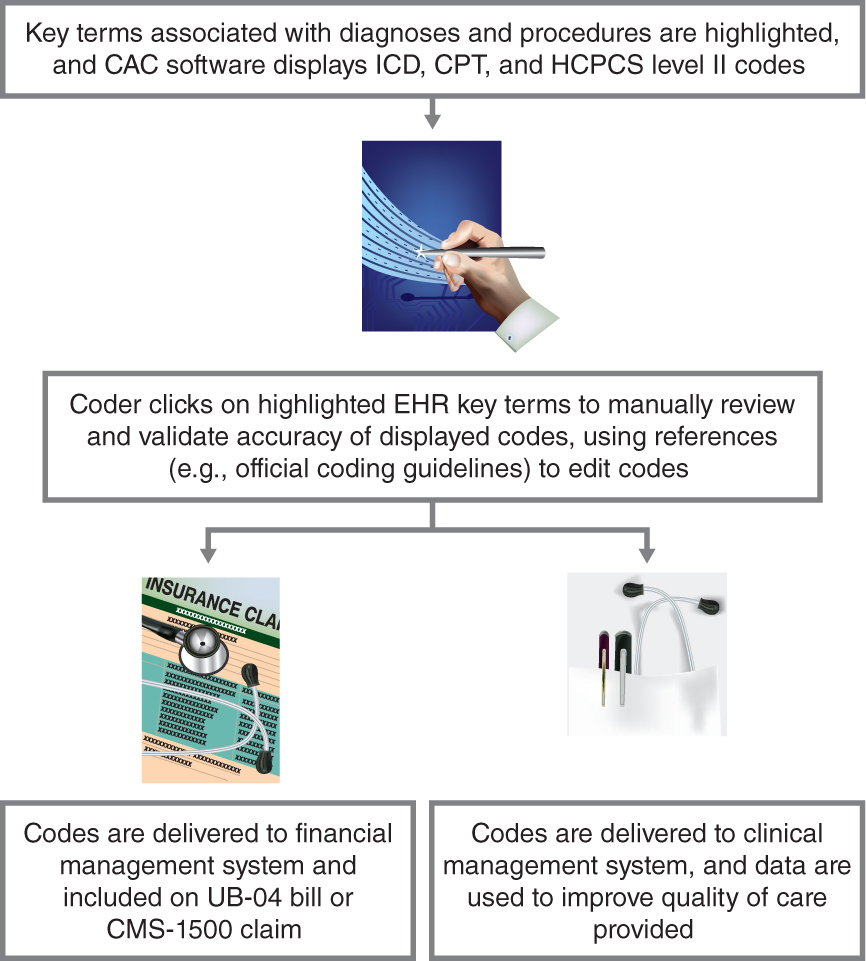 Key terms associated with diagnoses and procedures are highlighted,
and CAC software displays ICD, CPT, and HCPCS level II codes
Coder clicks on highlighted EHR key terms to manually review
and validate accuracy of displayed codes, using references
(e.g., official coding guidelines) to edit codes
INSURANCE CLAI
Codes are delivered to financial
management system and
included on UB-04 bill or
CMS-1500 claim
Codes are delivered to clinical
management system, and data are
used to improve quality of care
provided